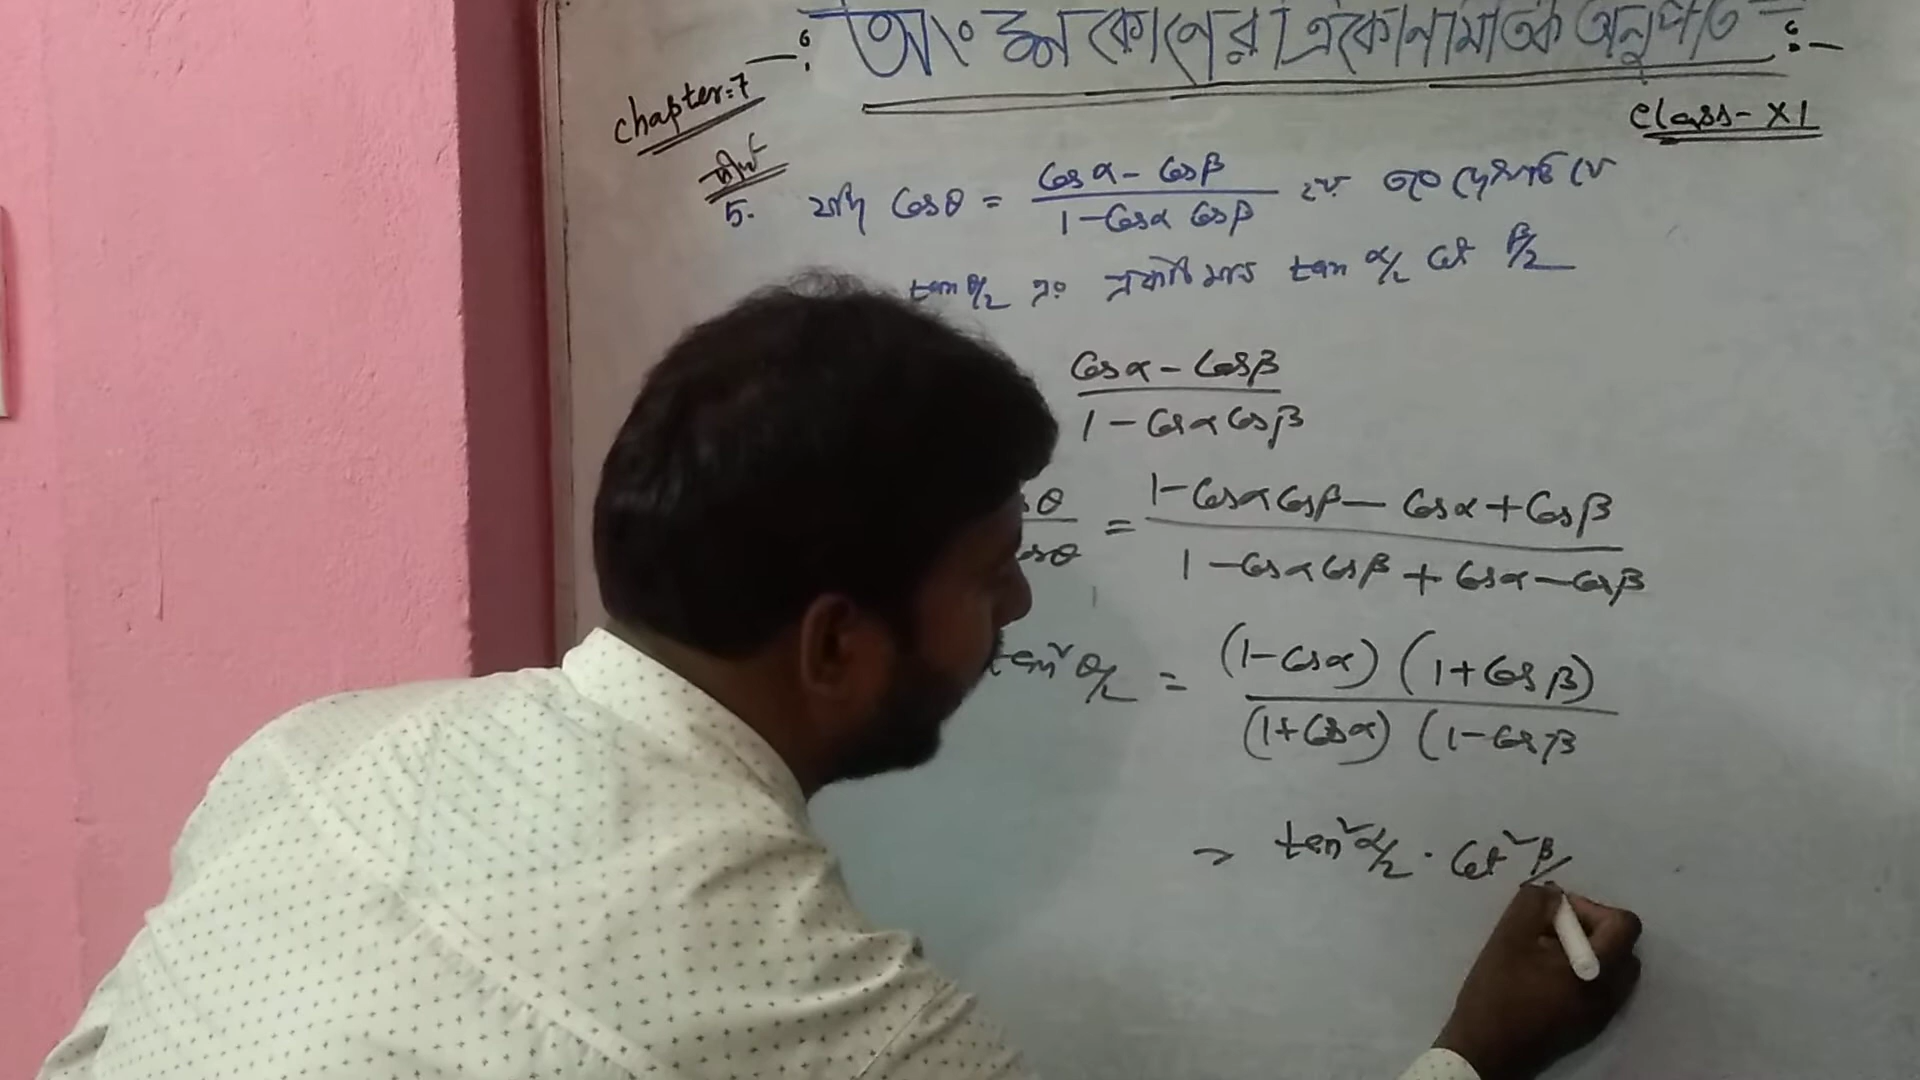 —: অংশ কোণের ত্রিকোনমিতিক অনুপাত :—
chapter:7
Class- XI
দীর্ঘ
5. যদি Cosθ = (Cosα - Cosβ)/(1 - Cosα Cosβ) হয় তবে দেখাও যে
tan θ/2 এর একটি মান tan α/2 Cot β/2
(Cosα - Cosβ)/(1 - Cosα Cosβ)
= (1 - Cosα Cosβ - Cosα + Cosβ)/(1 - Cosα Cosβ + Cosα - Cosβ)
tan² θ/2 = (1 - Cosα) (1 + Cosβ)/(1 + Cosα) (1 - Cosβ
= tan² α/2 . Cot² β/